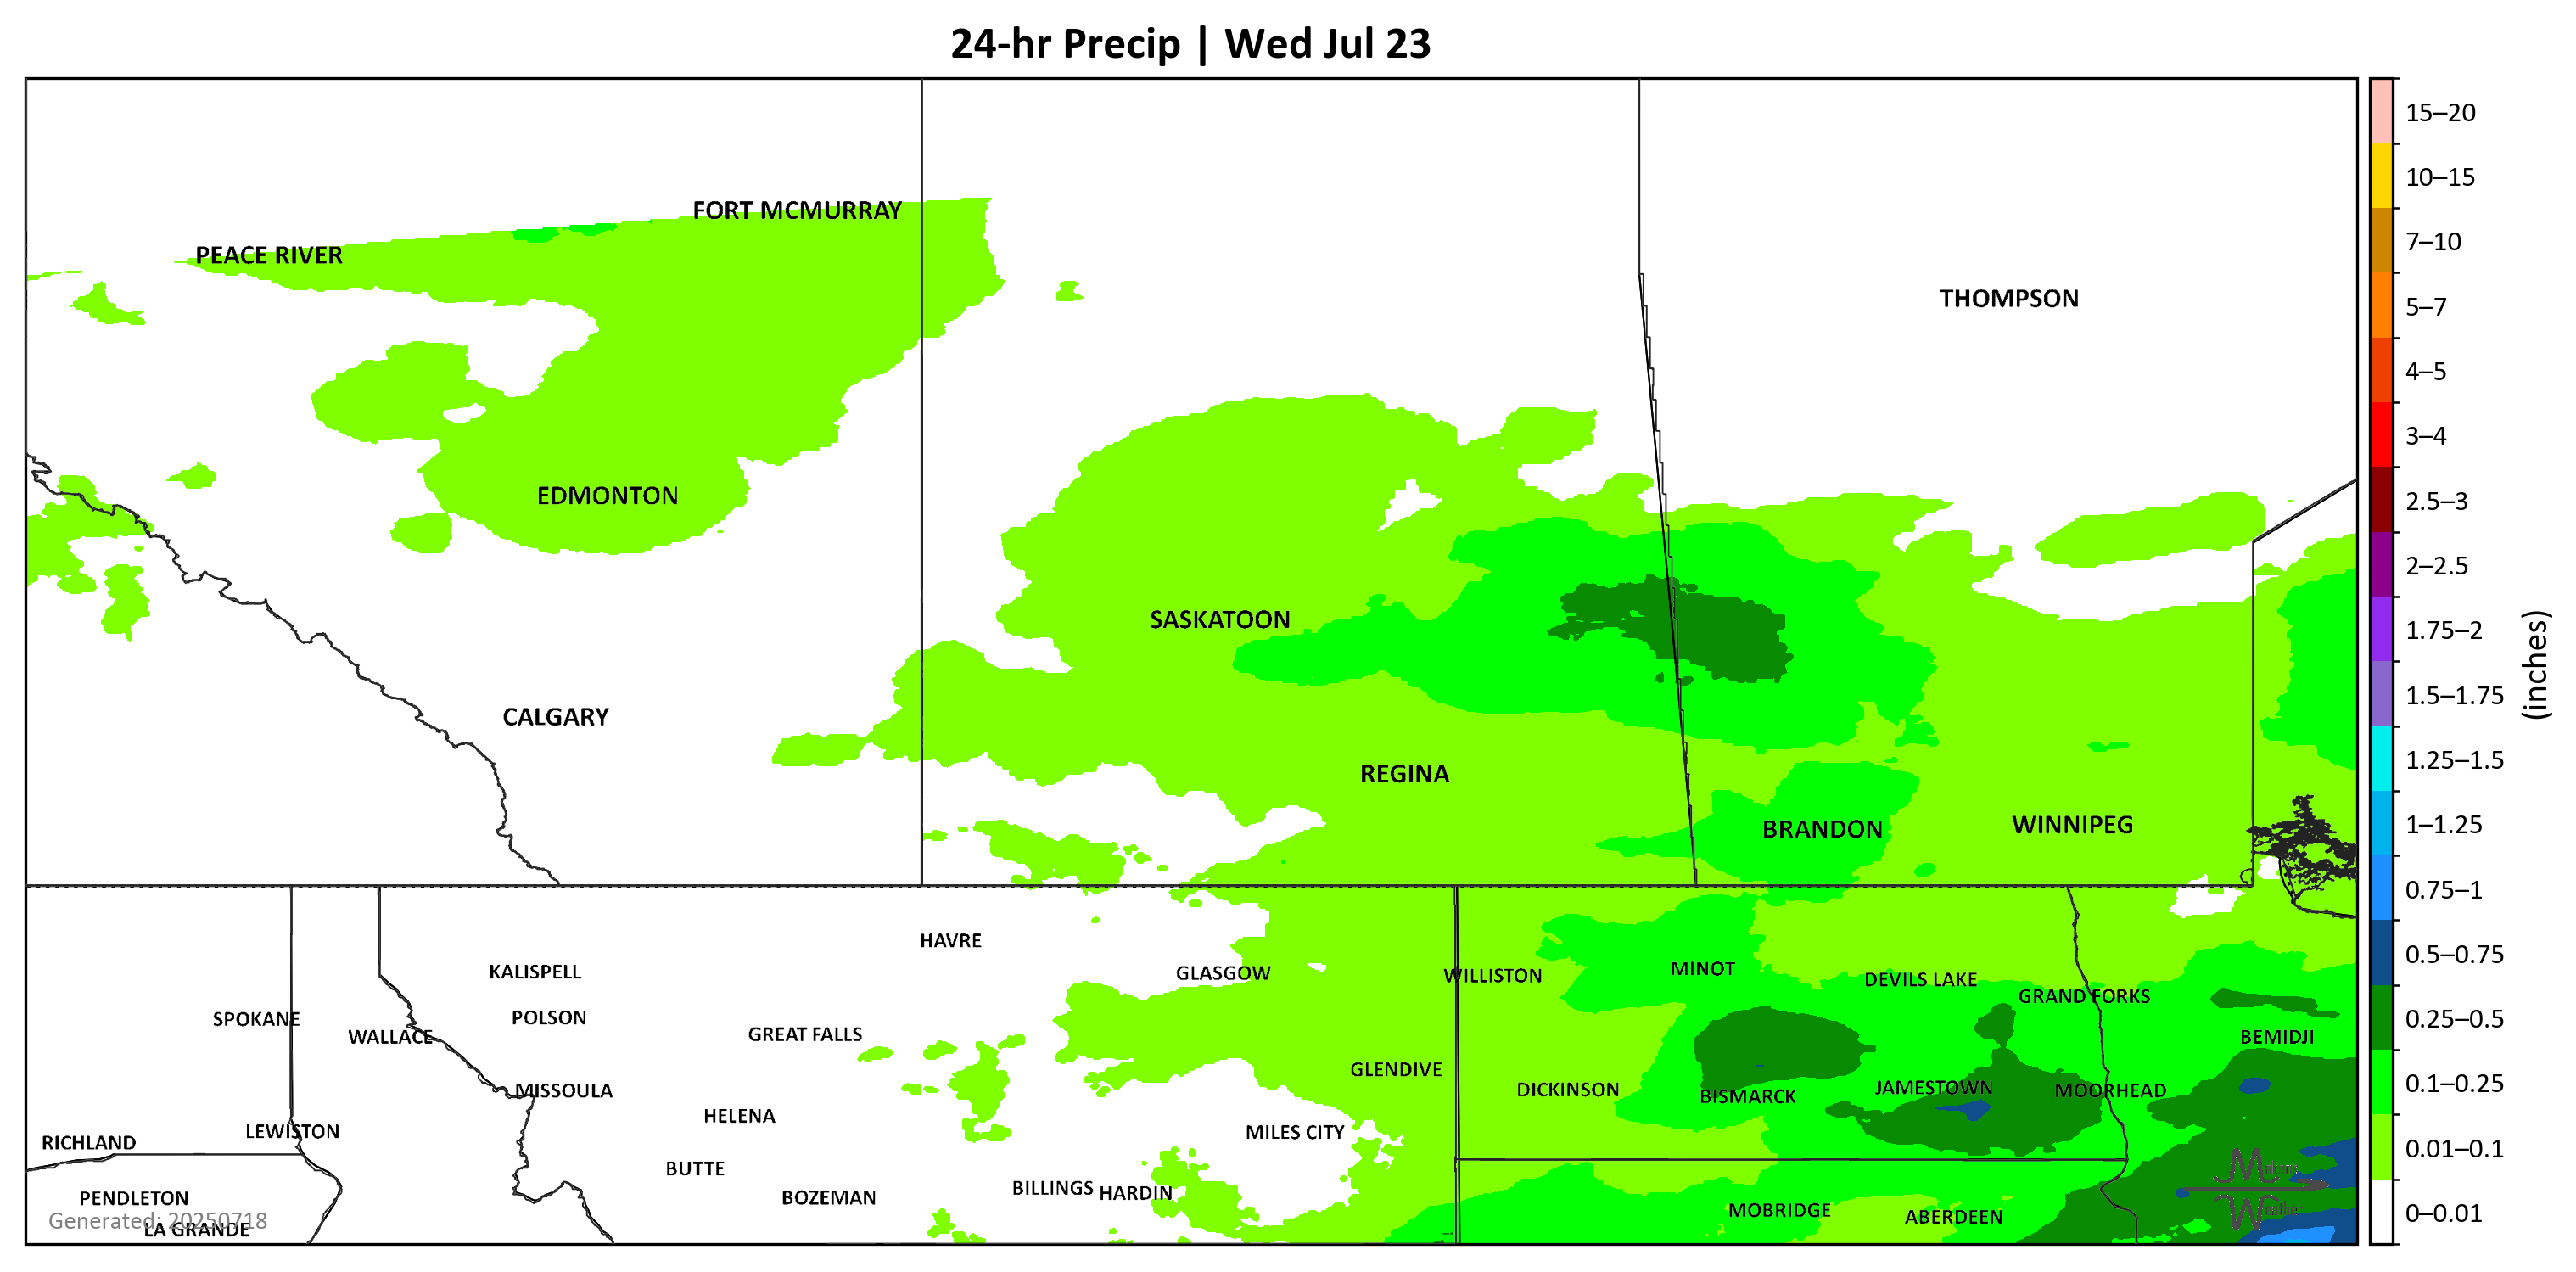 24-hr Precip | Wed Jul 23
FORT MCMURRAY
PEACE RIVER
THOMPSON
EDMONTON
SASKATOON
CALGARY
REGINA
BRANDON
WINNIPEG
HAVRE
KALISPELL
GLASGOW
WILLISTON
MINOT
DEVILS LAKE
GRAND FORKS
SPOKANE
POLSON
WALLACE
GREAT FALLS
BEMIDJI
GLENDIVE
MISSOULA
DICKINSON
BISMARCK
JAMESTOWN
MOORHEAD
HELENA
RICHLAND
LEWISTON
MILES CITY
BUTTE
PENDLETON
BOZEMAN
BILLINGS
HARDIN
MOBRIDGE
ABERDEEN
Generated: 20250718
LA GRANDE
15–20
10–15
7–10
5–7
4–5
3–4
2.5–3
2–2.5
1.75–2
1.5–1.75
1.25–1.5
1–1.25
0.75–1
0.5–0.75
0.25–0.5
0.1–0.25
0.01–0.1
0–0.01
(inches)